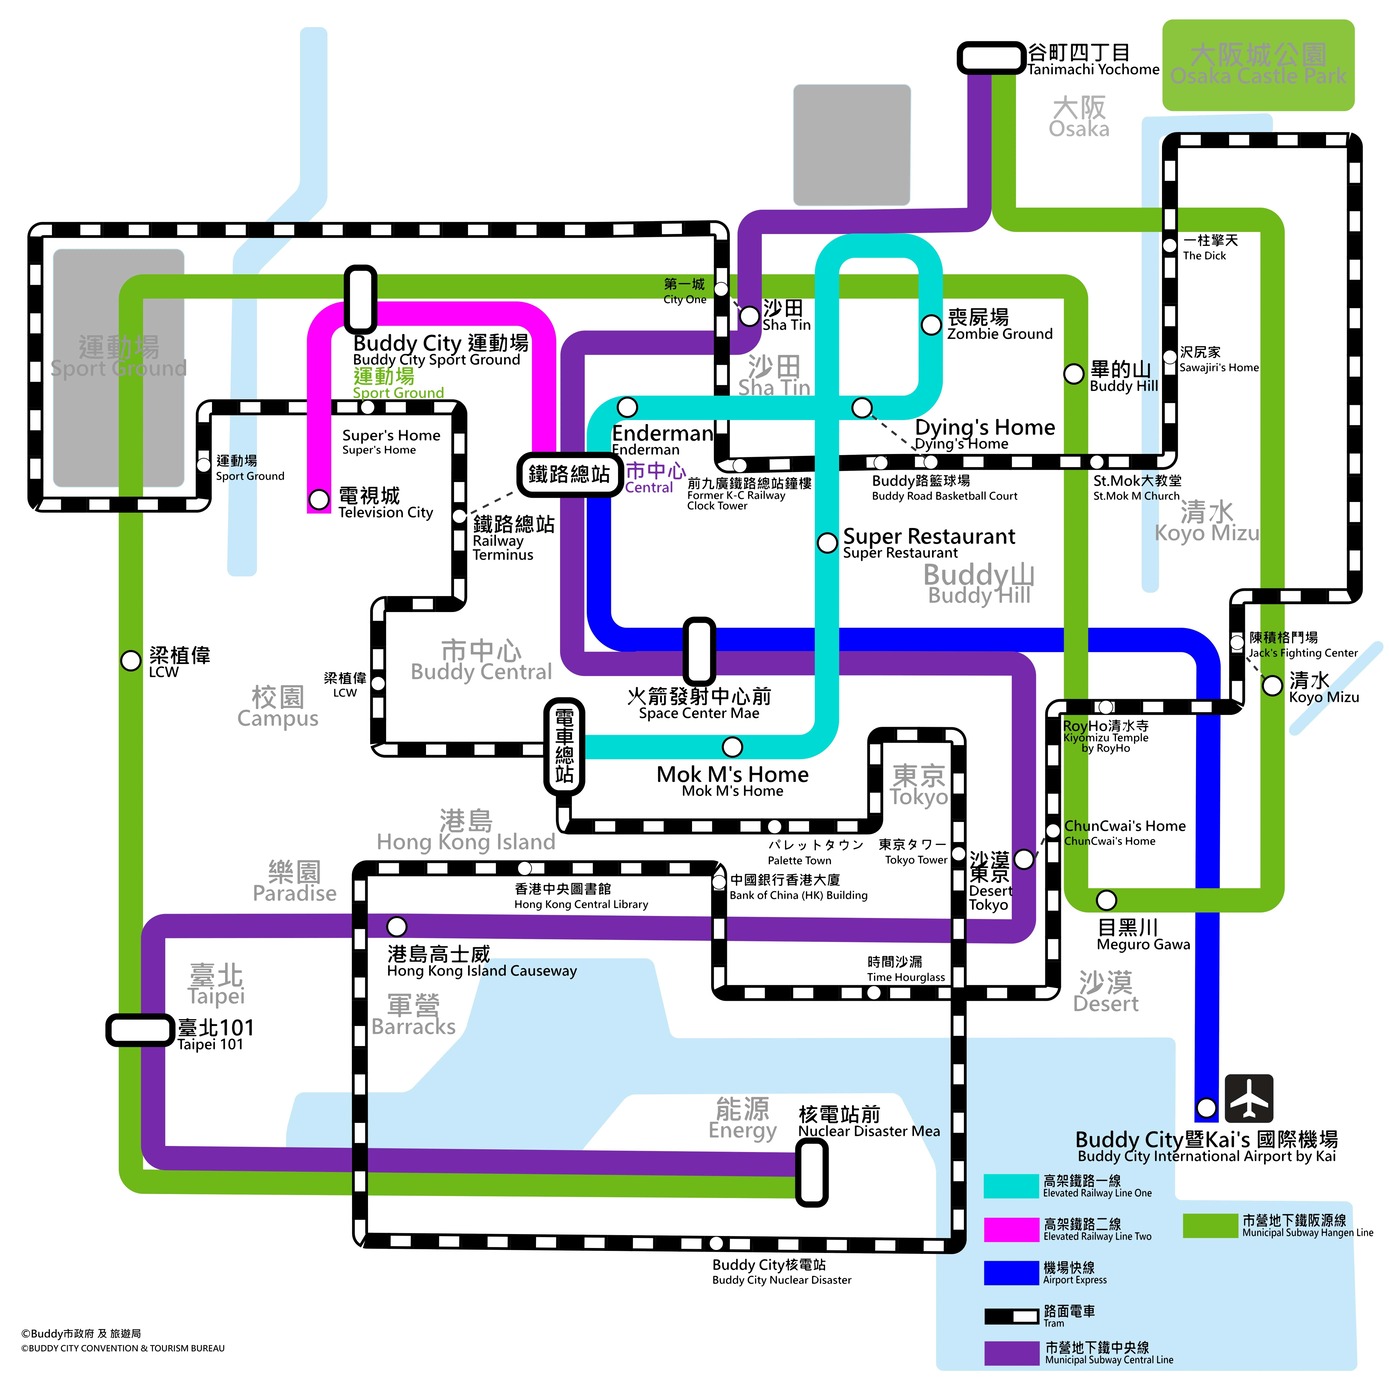 谷町四丁目
Tanimachi Yochome
大阪城公園
Osaka Castle Park
大阪
Osaka
一柱擎天
The Dick
第一城
City One
沙田
Sha Tin
喪屍場
Zombie Ground
運動場
Sport Ground
Buddy City 運動場
Buddy City Sport Ground
運動場
Sport Ground
沙田
Sha Tin
畢的山
Buddy Hill
沢尻家
Sawajiri's Home
Super's Home
Super's Home
Enderman
Enderman
Dying's Home
Dying's Home
運動場
Sport Ground
電視城
Television City
鐵路總站
市中心
Central
前九廣鐵路總站鐘樓
Former K-C Railway
Clock Tower
Buddy路籃球場
Buddy Road Basketball Court
St.Mok大教堂
St.Mok M Church
鐵路總站
Railway
Terminus
清水
Koyo Mizu
Super Restaurant
Super Restaurant
Buddy山
Buddy Hill
梁植偉
LCW
市中心
Buddy Central
陳積格鬥場
Jack's Fighting Center
梁植偉
LCW
校園
Campus
火箭發射中心前
Space Center Mae
清水
Koyo Mizu
電車總站
RoyHo清水寺
Kiyomizu Temple
by RoyHo
Mok M's Home
Mok M's Home
東京
Tokyo
港島
Hong Kong Island
パレットタウン
Palette Town
東京タワー
Tokyo Tower
沙漠
東京
Desert
Tokyo
ChunCwai's Home
ChunCwai's Home
樂園
Paradise
香港中央圖書館
Hong Kong Central Library
中國銀行香港大廈
Bank of China (HK) Building
目黑川
Meguro Gawa
港島高士威
Hong Kong Island Causeway
時間沙漏
Time Hourglass
臺北
Taipei
軍營
Barracks
沙漠
Desert
臺北101
Taipei 101
能源
Energy
核電站前
Nuclear Disaster Mea
Buddy City暨Kai's 國際機場
Buddy City International Airport by Kai
Buddy City核電站
Buddy City Nuclear Disaster
高架鐵路一線
Elevated Railway Line One
高架鐵路二線
Elevated Railway Line Two
機場快線
Airport Express
路面電車
Tram
市營地下鐵中央線
Municipal Subway Central Line
市營地下鐵阪源線
Municipal Subway Hangen Line
©Buddy市政府 及 旅遊局
©BUDDY CITY CONVENTION & TOURISM BUREAU